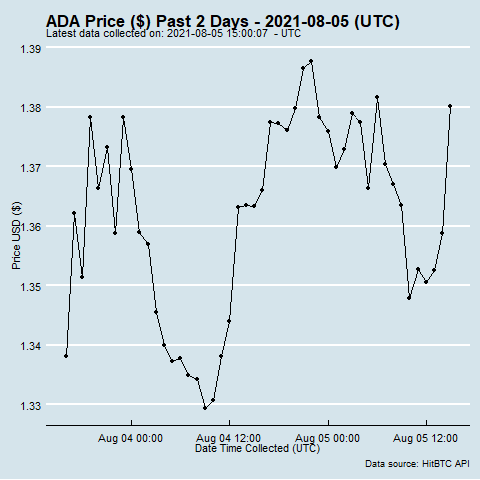 ADA Price ($) Past 2 Days - 2021-08-05 (UTC)
Latest data collected on: 2021-08-05 15:00:07  - UTC
1.39
1.38
1.37
1.36
1.35
1.34
1.33
Price USD ($)
Aug 04 00:00 Aug 04 12:00 Aug 05 00:00 Aug 05 12:00
Date Time Collected (UTC)
Data source: HitBTC API